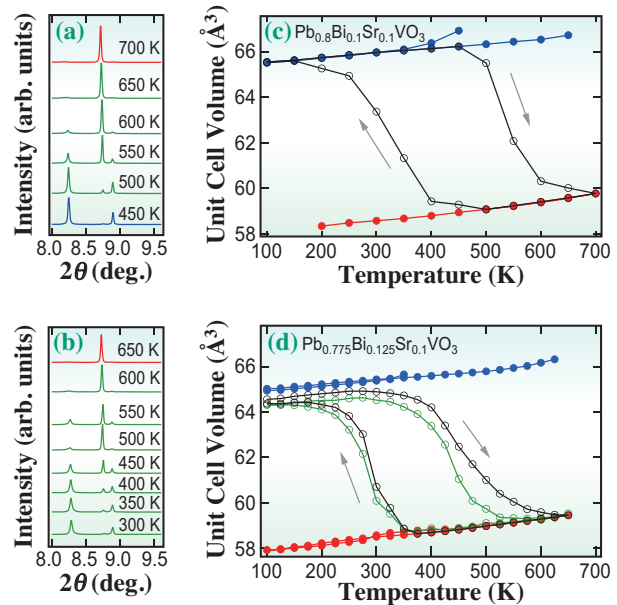 (a)
700 K
650 K
600 K
550 K
500 K
450 K
Intensity (arb. units)
8.0 8.5 9.0 9.5
2θ (deg.)
(c) Pb0.8Bi0.1Sr0.1VO3
66
64
62
60
58
Unit Cell Volume (Å³)
100 200 300 400 500 600 700
Temperature (K)
(b)
650 K
600 K
550 K
500 K
450 K
400 K
350 K
300 K
Intensity (arb. units)
8.0 8.5 9.0 9.5
2θ (deg.)
(d) Pb0.775Bi0.125Sr0.1VO3
66
64
62
60
58
Unit Cell Volume (Å³)
100 200 300 400 500 600 700
Temperature (K)